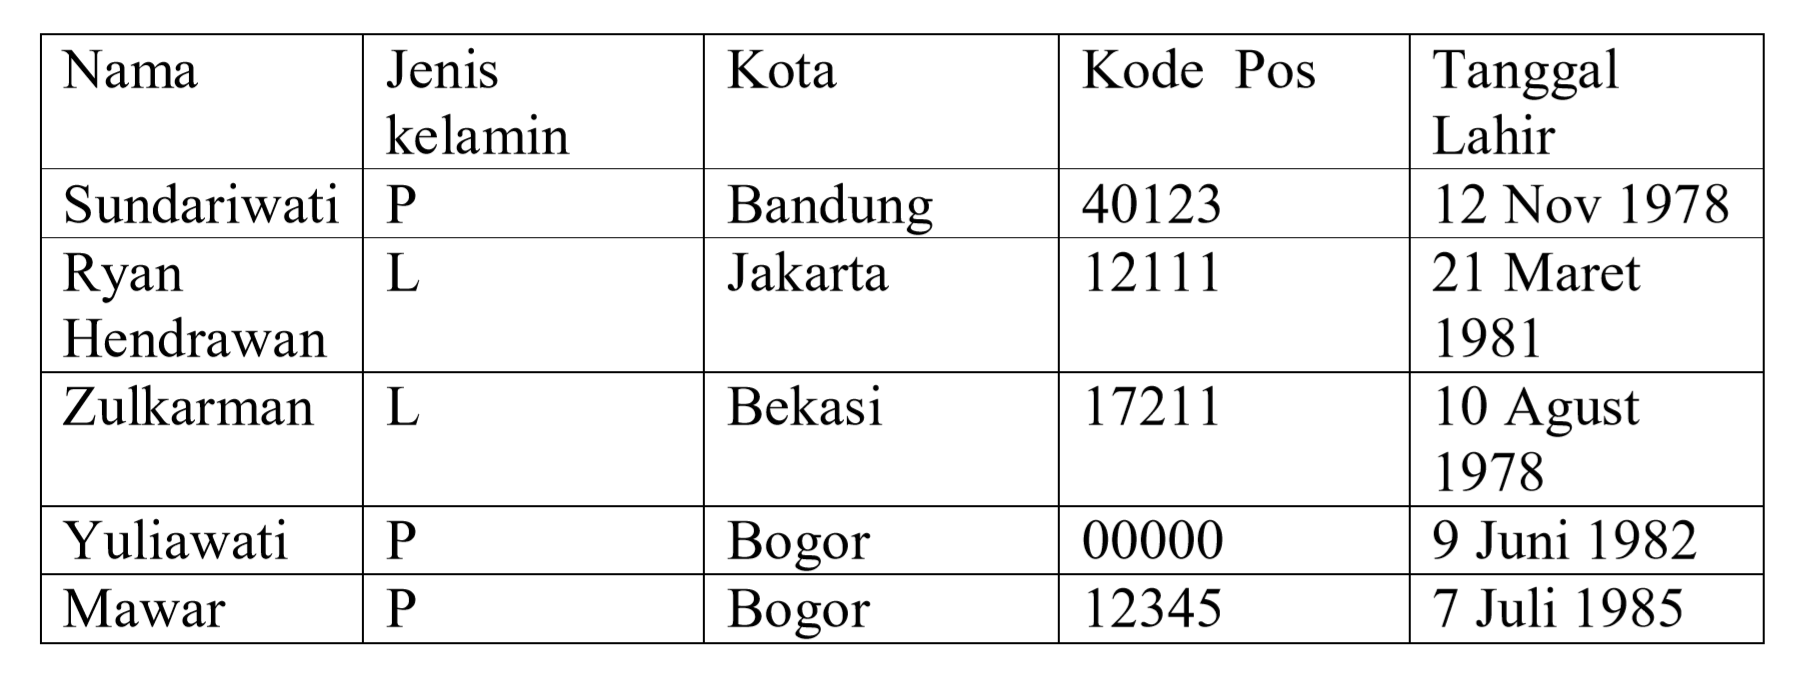 Nama Jenis kelamin Kota Kode Pos Tanggal Lahir
Sundariwati P Bandung 40123 12 Nov 1978
Ryan Hendrawan L Jakarta 12111 21 Maret 1981
Zulkarman L Bekasi 17211 10 Agust 1978
Yuliawati P Bogor 00000 9 Juni 1982
Mawar P Bogor 12345 7 Juli 1985